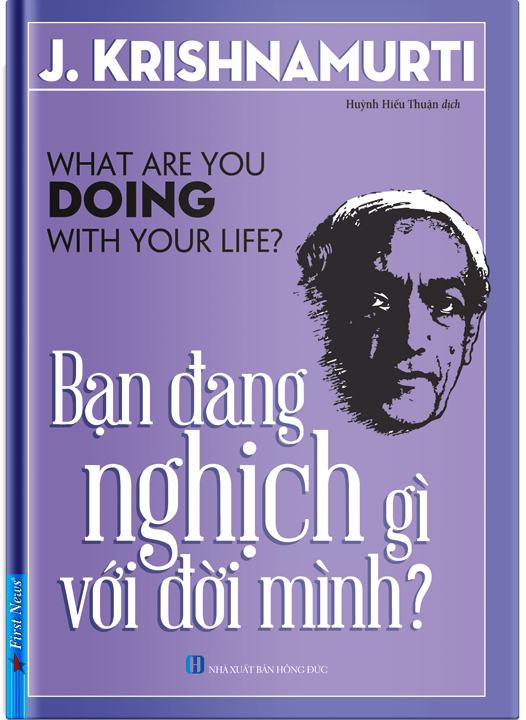 J. KRISHNAMURTI
Huỳnh Hiếu Thuận dịch
WHAT ARE YOU
DOING
WITH YOUR LIFE?
Bạn đang
nghịch gì
với đời mình?
First News
H NHÀ XUẤT BẢN HỒNG ĐỨC